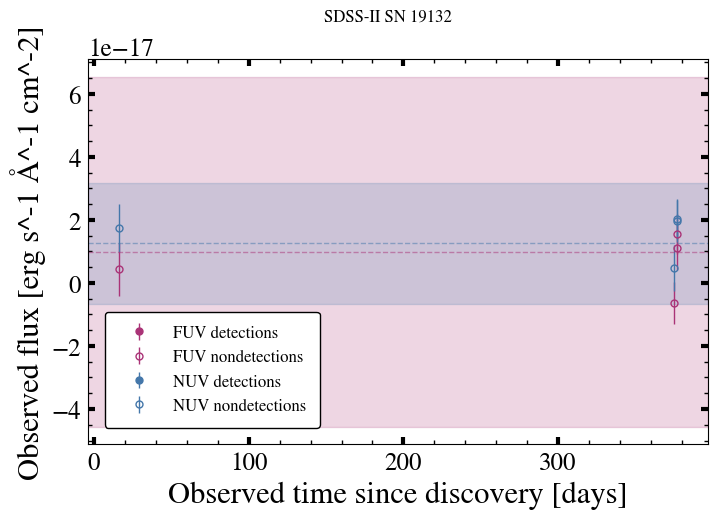 SDSS-II SN 19132
1e−17
Observed flux [erg s^-1 Å^-1 cm^-2]
6
4
2
0
−2
−4
FUV detections
FUV nondetections
NUV detections
NUV nondetections
0 100 200 300
Observed time since discovery [days]